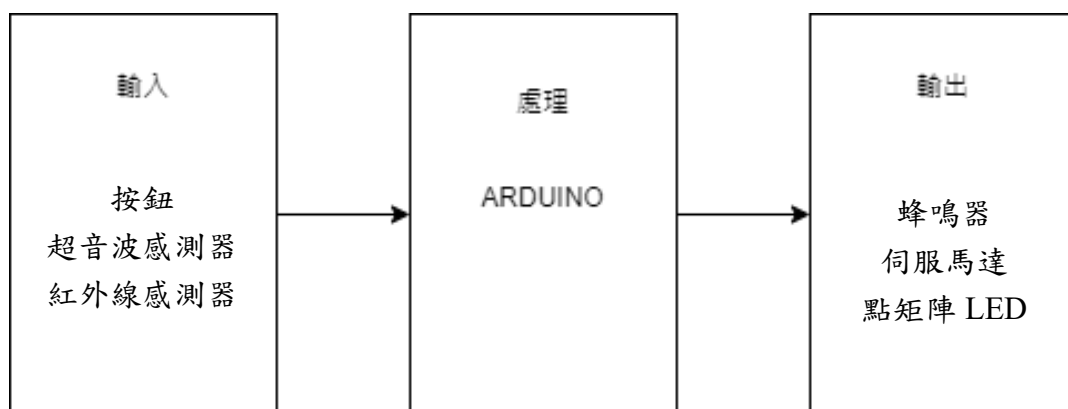 輸入
按鈕
超音波感測器
紅外線感測器
處理
ARDUINO
輸出
蜂鳴器
伺服馬達
點矩陣 LED